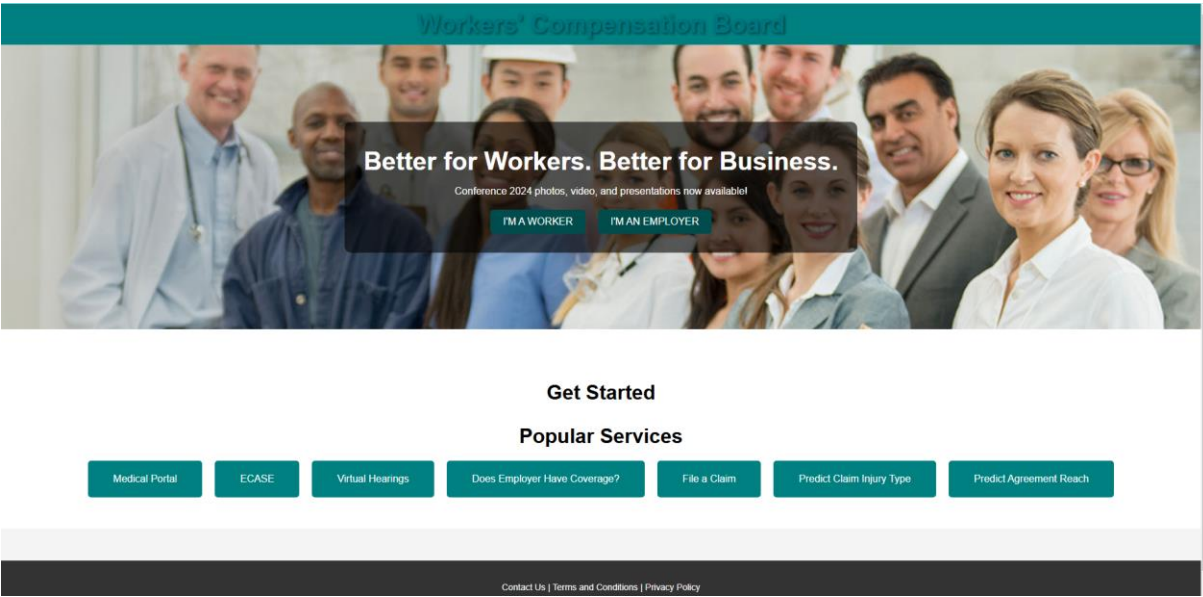 Workers' Compensation Board
Better for Workers. Better for Business.
Conference 2024 photos, video, and presentations now available!
I'M A WORKER I'M AN EMPLOYER
Get Started
Popular Services
Medical Portal ECASE Virtual Hearings Does Employer Have Coverage? File a Claim Predict Claim Injury Type Predict Agreement Reach
Contact Us | Terms and Conditions | Privacy Policy